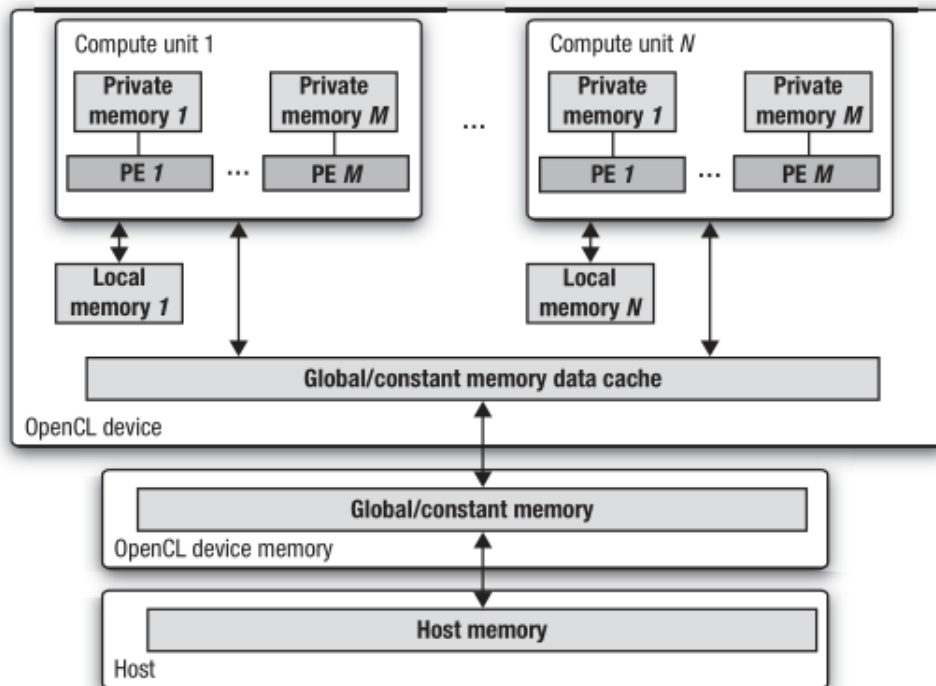 Compute unit 1
Private
memory 1
Private
memory M
PE 1
...
PE M
...
Compute unit N
Private
memory 1
Private
memory M
PE 1
...
PE M
Local
memory 1
Local
memory N
Global/constant memory data cache
OpenCL device
Global/constant memory
OpenCL device memory
Host memory
Host